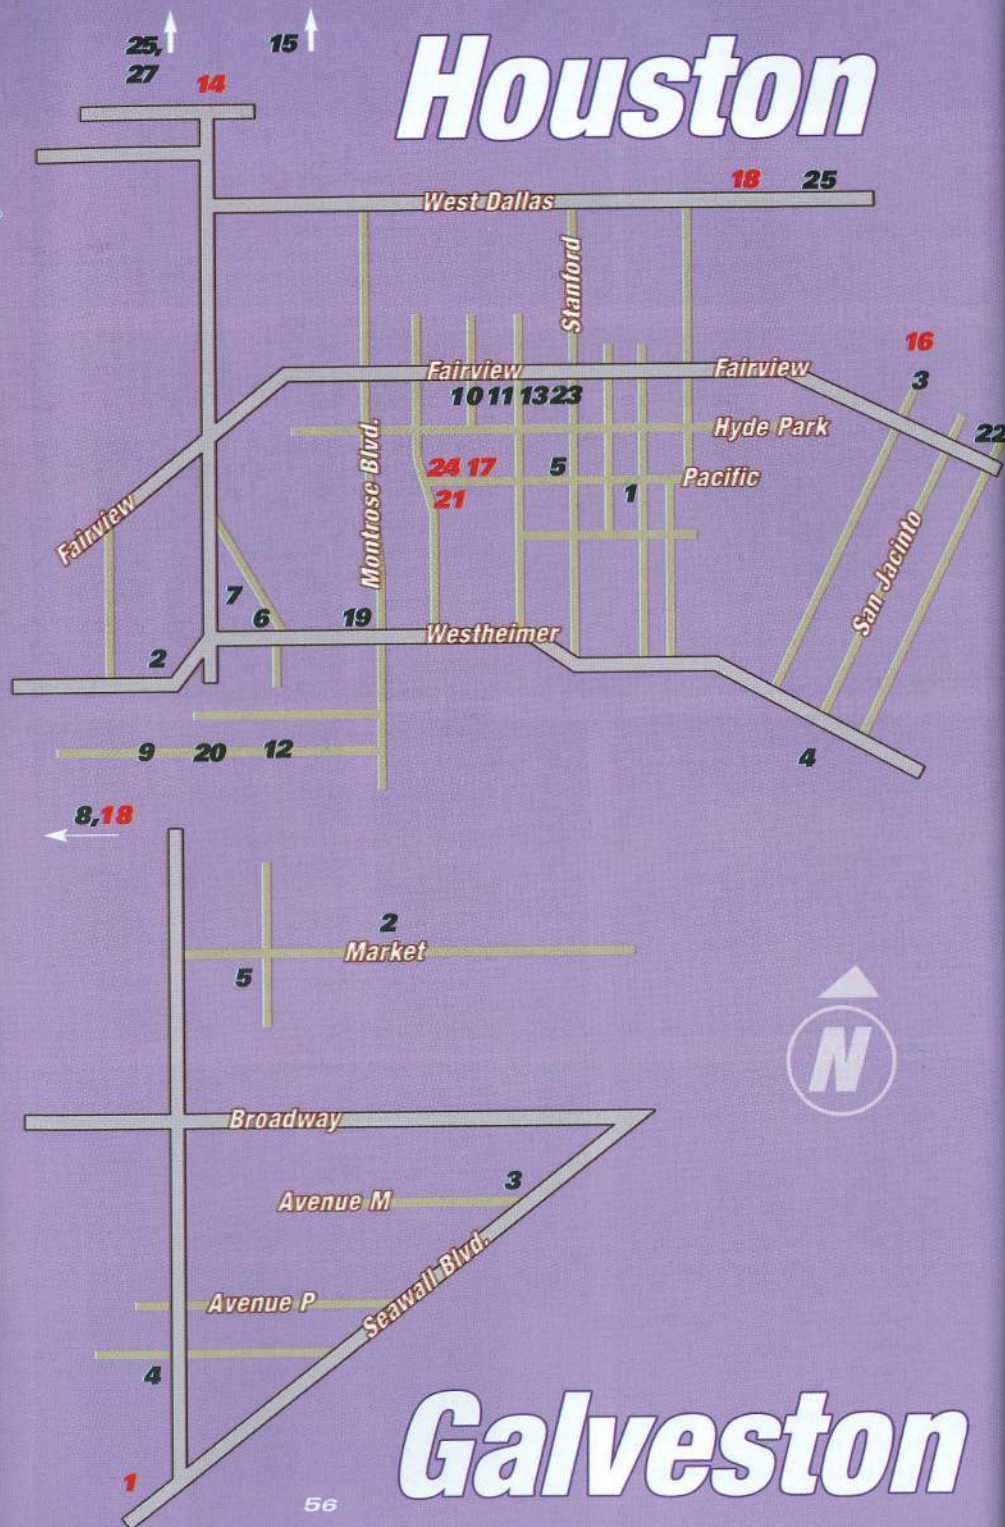 25, 15
27
14
Houston
18 25
West Dallas
Stanford
16
3
Fairview Fairview
10 11 13 23
22
Hyde Park
Montrose Blvd.
24 17 5
Pacific
21 1
Fairview
San Jacinto
7
6 19
Westheimer
2
9 20 12
4
8,18
2
Market
5
N
Broadway
3
Avenue M
Seawall Blvd.
Avenue P
4
Galveston
1
56